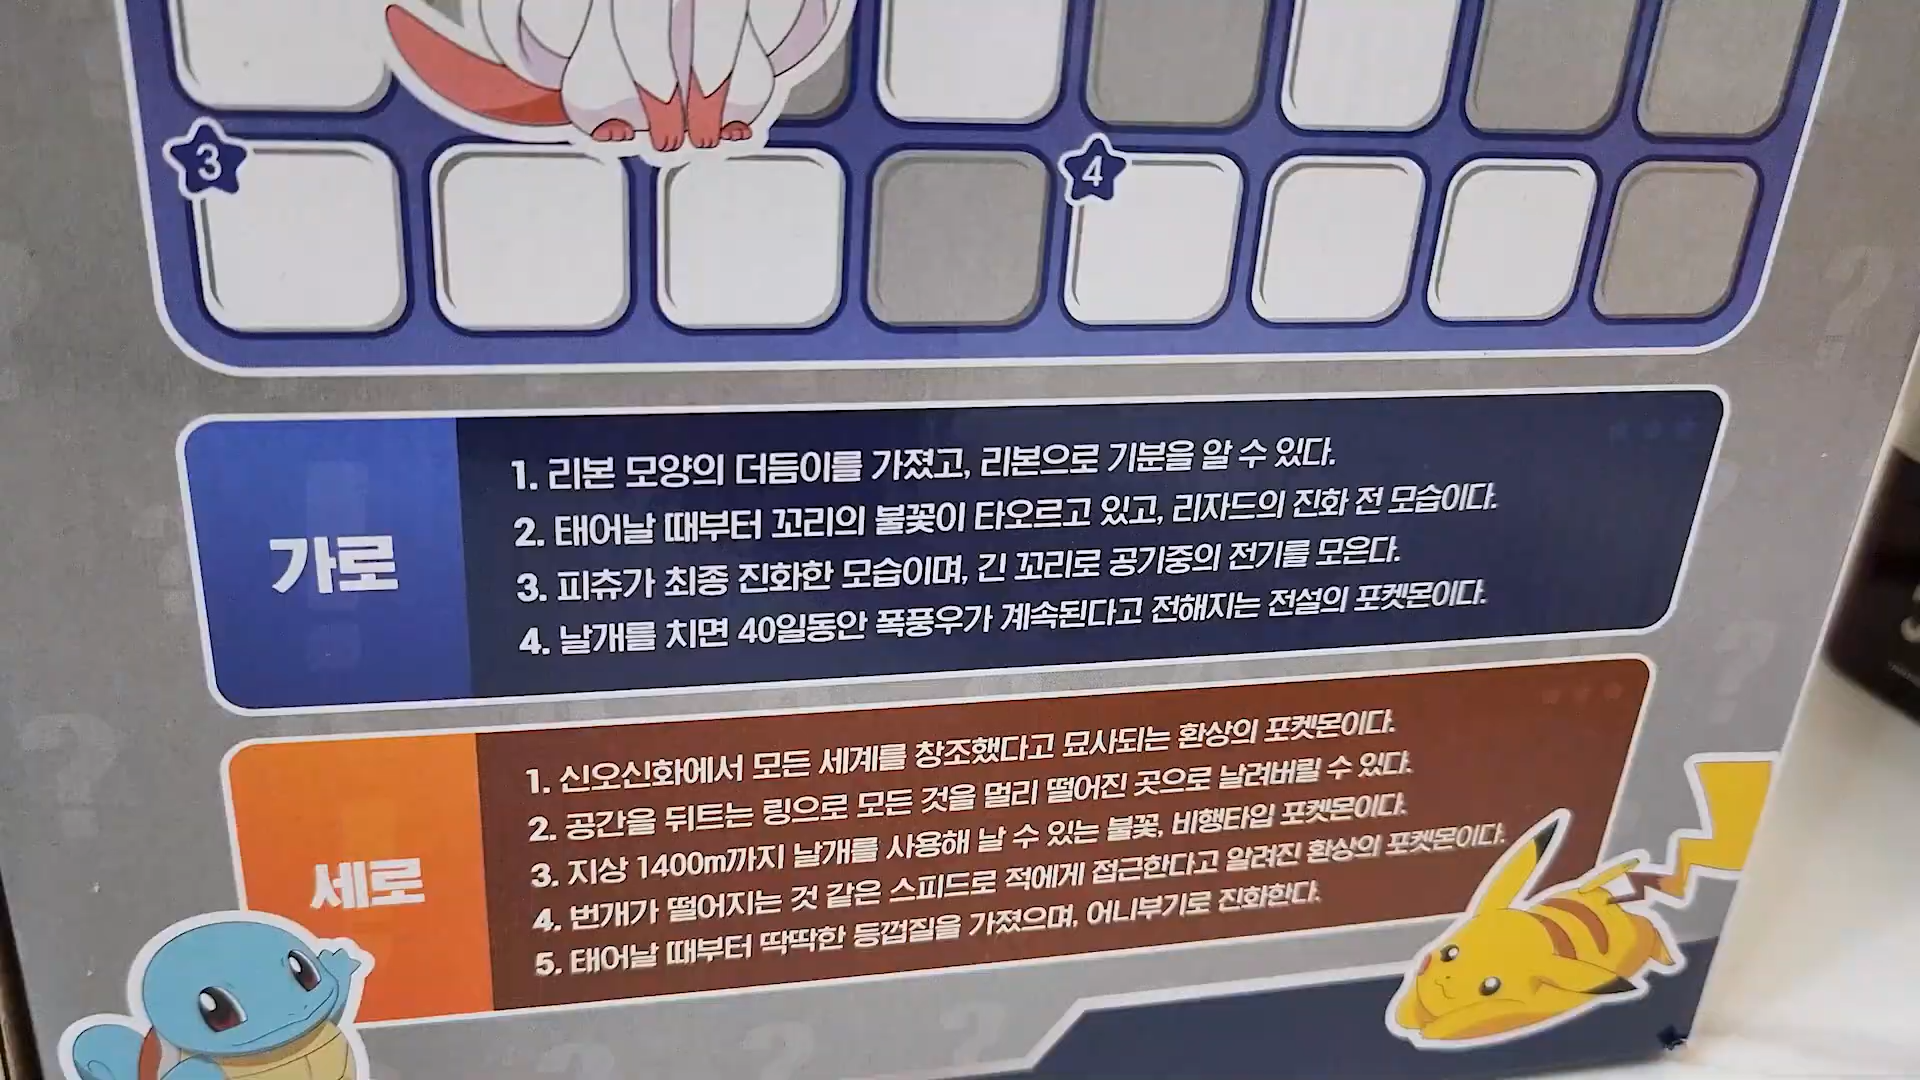 3
4
가로
1. 리본 모양의 더듬이를 가졌고, 리본으로 기분을 알 수 있다.
2. 태어날 때부터 꼬리의 불꽃이 타오르고 있고, 리자드의 진화 전 모습이다.
3. 피츄가 최종 진화한 모습이며, 긴 꼬리로 공기중의 전기를 모은다.
4. 날개를 치면 40일동안 폭풍우가 계속된다고 전해지는 전설의 포켓몬이다.
세로
1. 신오신화에서 모든 세계를 창조했다고 묘사되는 환상의 포켓몬이다.
2. 공간을 뒤트는 링으로 모든 것을 멀리 떨어진 곳으로 날려버릴 수 있다.
3. 지상 1400m까지 날개를 사용해 날 수 있는 불꽃, 비행타입 포켓몬이다.
4. 번개가 떨어지는 것 같은 스피드로 적에게 접근한다고 알려진 환상의 포켓몬이다.
5. 태어날 때부터 딱딱한 등껍질을 가졌으며, 어니부기로 진화한다.